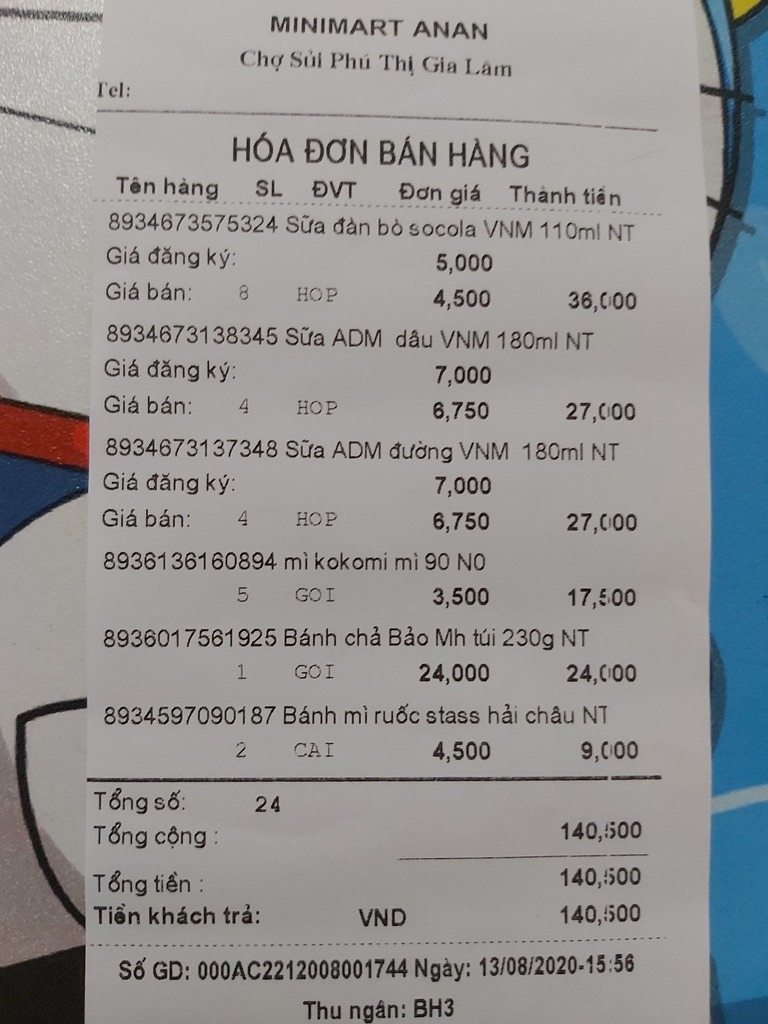 MINIMART ANAN
Chợ Sủi Phú Thị Gia Lâm
Tel:
HÓA ĐƠN BÁN HÀNG
Tên hàng SL ĐVT Đơn giá Thành tiền
8934673575324 Sữa đàn bò socola VNM 110ml NT
Giá đăng ký: 5,000
Giá bán: 8 HOP 4,500 36,000
8934673138345 Sữa ADM dâu VNM 180ml NT
Giá đăng ký: 7,000
Giá bán: 4 HOP 6,750 27,000
8934673137348 Sữa ADM đường VNM 180ml NT
Giá đăng ký: 7,000
Giá bán: 4 HOP 6,750 27,000
8936136160894 mì kokomi mì 90 N0
5 GOI 3,500 17,500
8936017561925 Bánh chả Bảo Mh túi 230g NT
1 GOI 24,000 24,000
8934597090187 Bánh mì ruốc stass hải châu NT
2 CAI 4,500 9,000
Tổng số: 24
Tổng cộng : 140,500
Tổng tiền : 140,500
Tiền khách trả: VND 140,500
Số GD: 000AC2212008001744 Ngày: 13/08/2020-15:56
Thu ngân: BH3